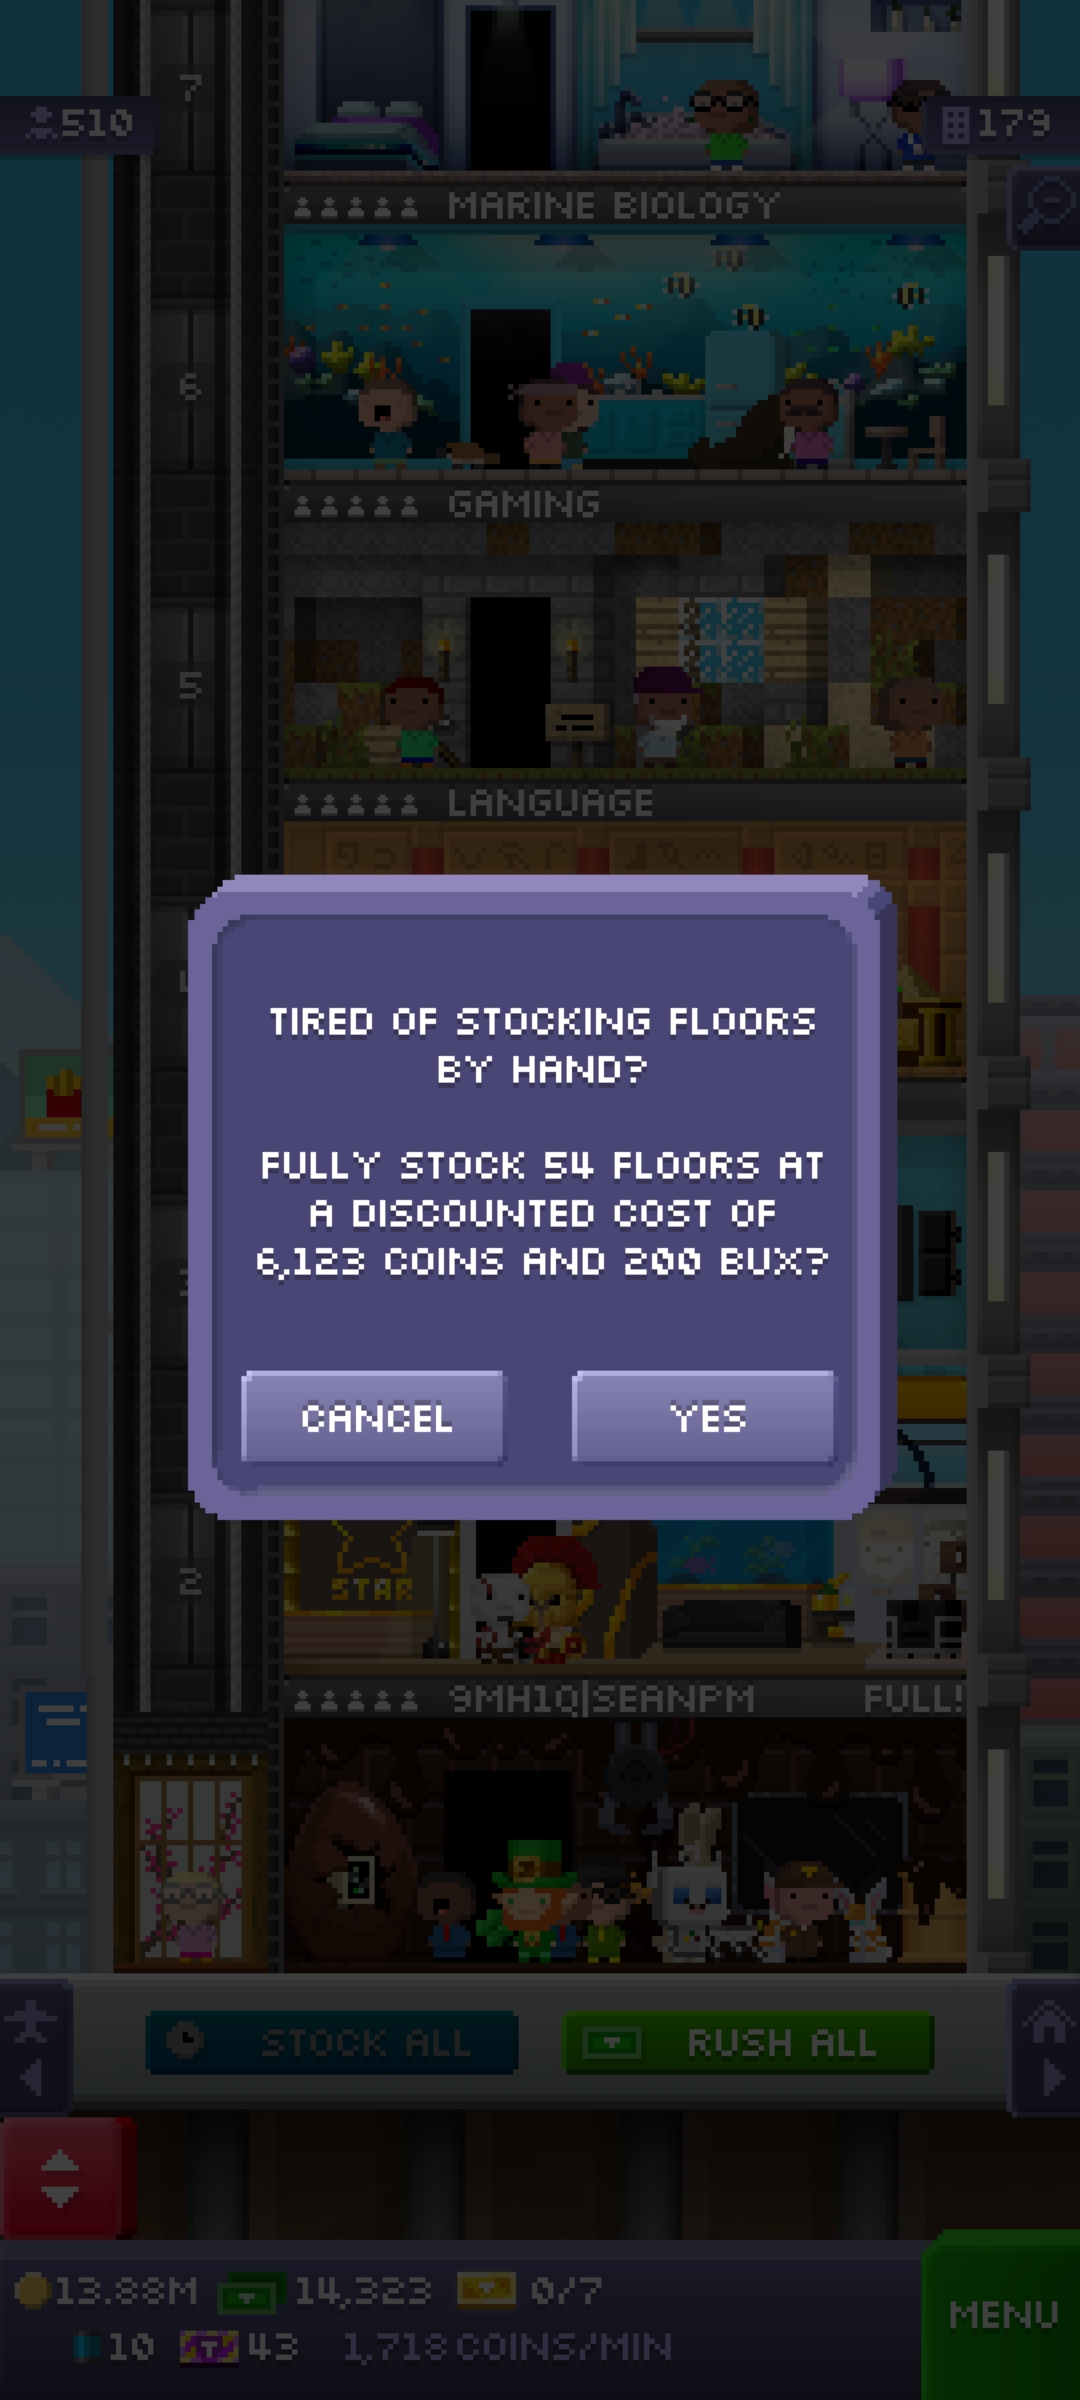 7
510
179
MARINE BIOLOGY
6
GAMING
5
LANGUAGE
TIRED OF STOCKING FLOORS
BY HAND?
FULLY STOCK 54 FLOORS AT
A DISCOUNTED COST OF
6,123 COINS AND 200 BUX?
CANCEL
YES
2
STAR
9MH1Q|SEANPM
FULL!
STOCK ALL
RUSH ALL
13.88M
14,323
0/7
10
43
1,718 COINS/MIN
MENU